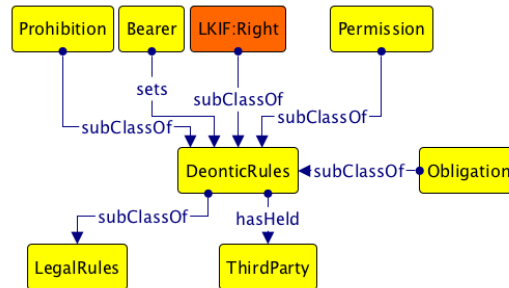 Prohibition
Bearer
LKIF:Right
Permission
sets
subClassOf
subClassOf
subClassOf
DeonticRules
subClassOf
Obligation
subClassOf
hasHeld
LegalRules
ThirdParty